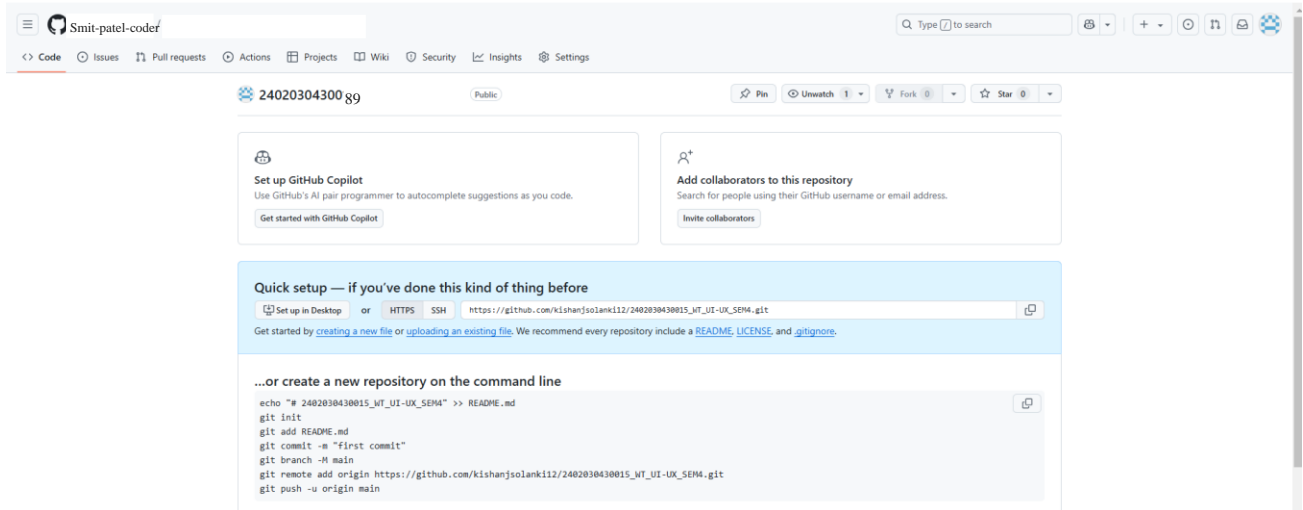 Smit-patel-coder/
Type / to search
Code Issues Pull requests Actions Projects Wiki Security Insights Settings
24020304300 89 Public Pin Unwatch 1 Fork 0 Star 0
Set up GitHub Copilot
Use GitHub's AI pair programmer to autocomplete suggestions as you code.
Get started with GitHub Copilot
Add collaborators to this repository
Search for people using their GitHub username or email address.
Invite collaborators
Quick setup — if you've done this kind of thing before
Set up in Desktop or HTTPS SSH https://github.com/kishanjsolanki12/2402030430015_WT_UI-UX_SEM4.git
Get started by creating a new file or uploading an existing file. We recommend every repository include a README, LICENSE, and .gitignore.
...or create a new repository on the command line
echo "# 2402030430015_WT_UI-UX_SEM4" >> README.md
git init
git add README.md
git commit -m "first commit"
git branch -M main
git remote add origin https://github.com/kishanjsolanki12/2402030430015_WT_UI-UX_SEM4.git
git push -u origin main